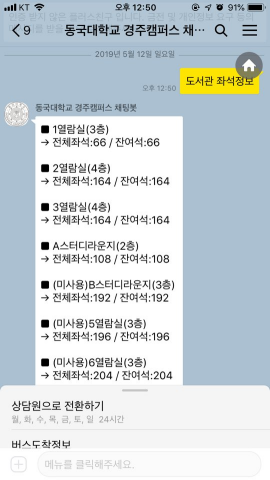 KT 오후 12:50 91%
9 동국대학교 경주캠퍼스 채…
2019년 5월 12일 일요일
오후 12:50 도서관 좌석정보
동국대학교 경주캠퍼스 채팅봇
■ 1열람실(3층)
→ 전체좌석:66 / 잔여석:66
■ 2열람실(4층)
→ 전체좌석:164 / 잔여석:164
■ 3열람실(4층)
→ 전체좌석:164 / 잔여석:164
■ A스터디라운지(2층)
→ 전체좌석:108 / 잔여석:108
■ (미사용)B스터디라운지(3층)
→ 전체좌석:192 / 잔여석:192
■ (미사용)5열람실(3층)
→ 전체좌석:196 / 잔여석:196
■ (미사용)6열람실(3층)
→ 전체좌석:204 / 잔여석:204
상담원으로 전환하기
월, 화, 수, 목, 금, 토, 일 24시간
버스도착정보
메뉴를 클릭해주세요.